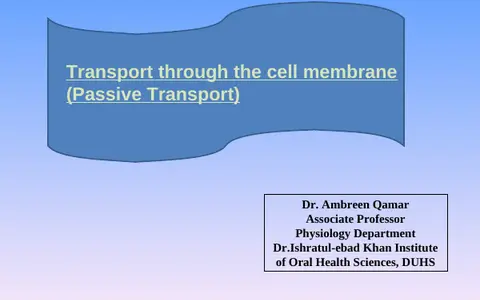 Transport through the cell membrane
(Passive Transport)
Dr. Ambreen Qamar
Associate Professor
Physiology Department
Dr.Ishratul-ebad Khan Institute
of Oral Health Sciences, DUHS